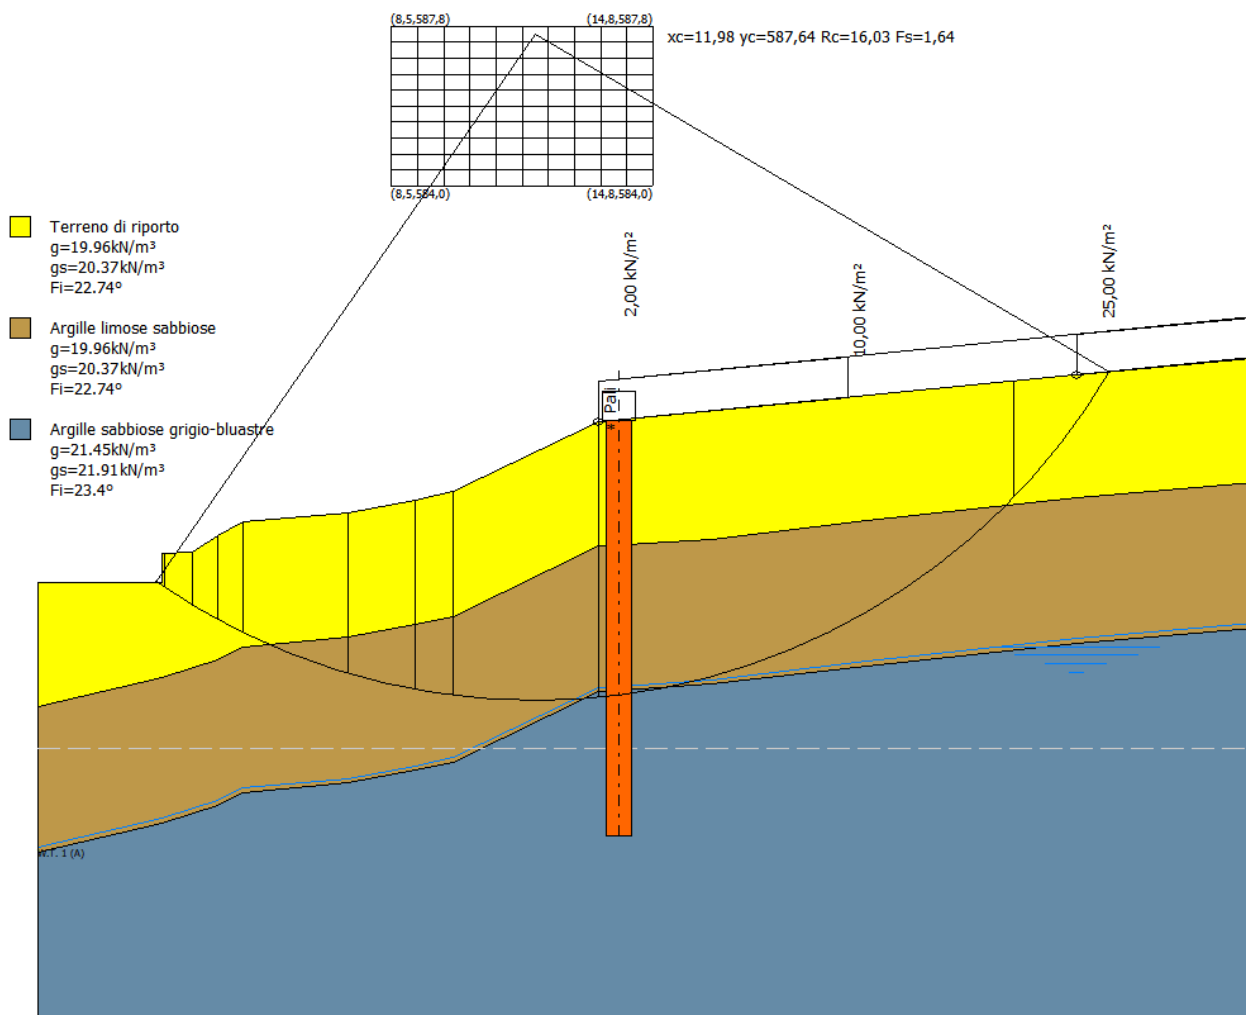 (8,5,587,8)
(14,8,587,8)
xc=11,98 yc=587,64 Rc=16,03 Fs=1,64
(8,5,584,0)
(14,8,584,0)
Terreno di riporto
g=19.96kN/m³
gs=20.37kN/m³
Fi=22.74°
Argille limose sabbiose
g=19.96kN/m³
gs=20.37kN/m³
Fi=22.74°
Argille sabbiose grigio-bluastre
g=21.45kN/m³
gs=21.91kN/m³
Fi=23.4°
2,00 kN/m²
10,00 kN/m²
25,00 kN/m²
* Pali
W.T. 1 (A)